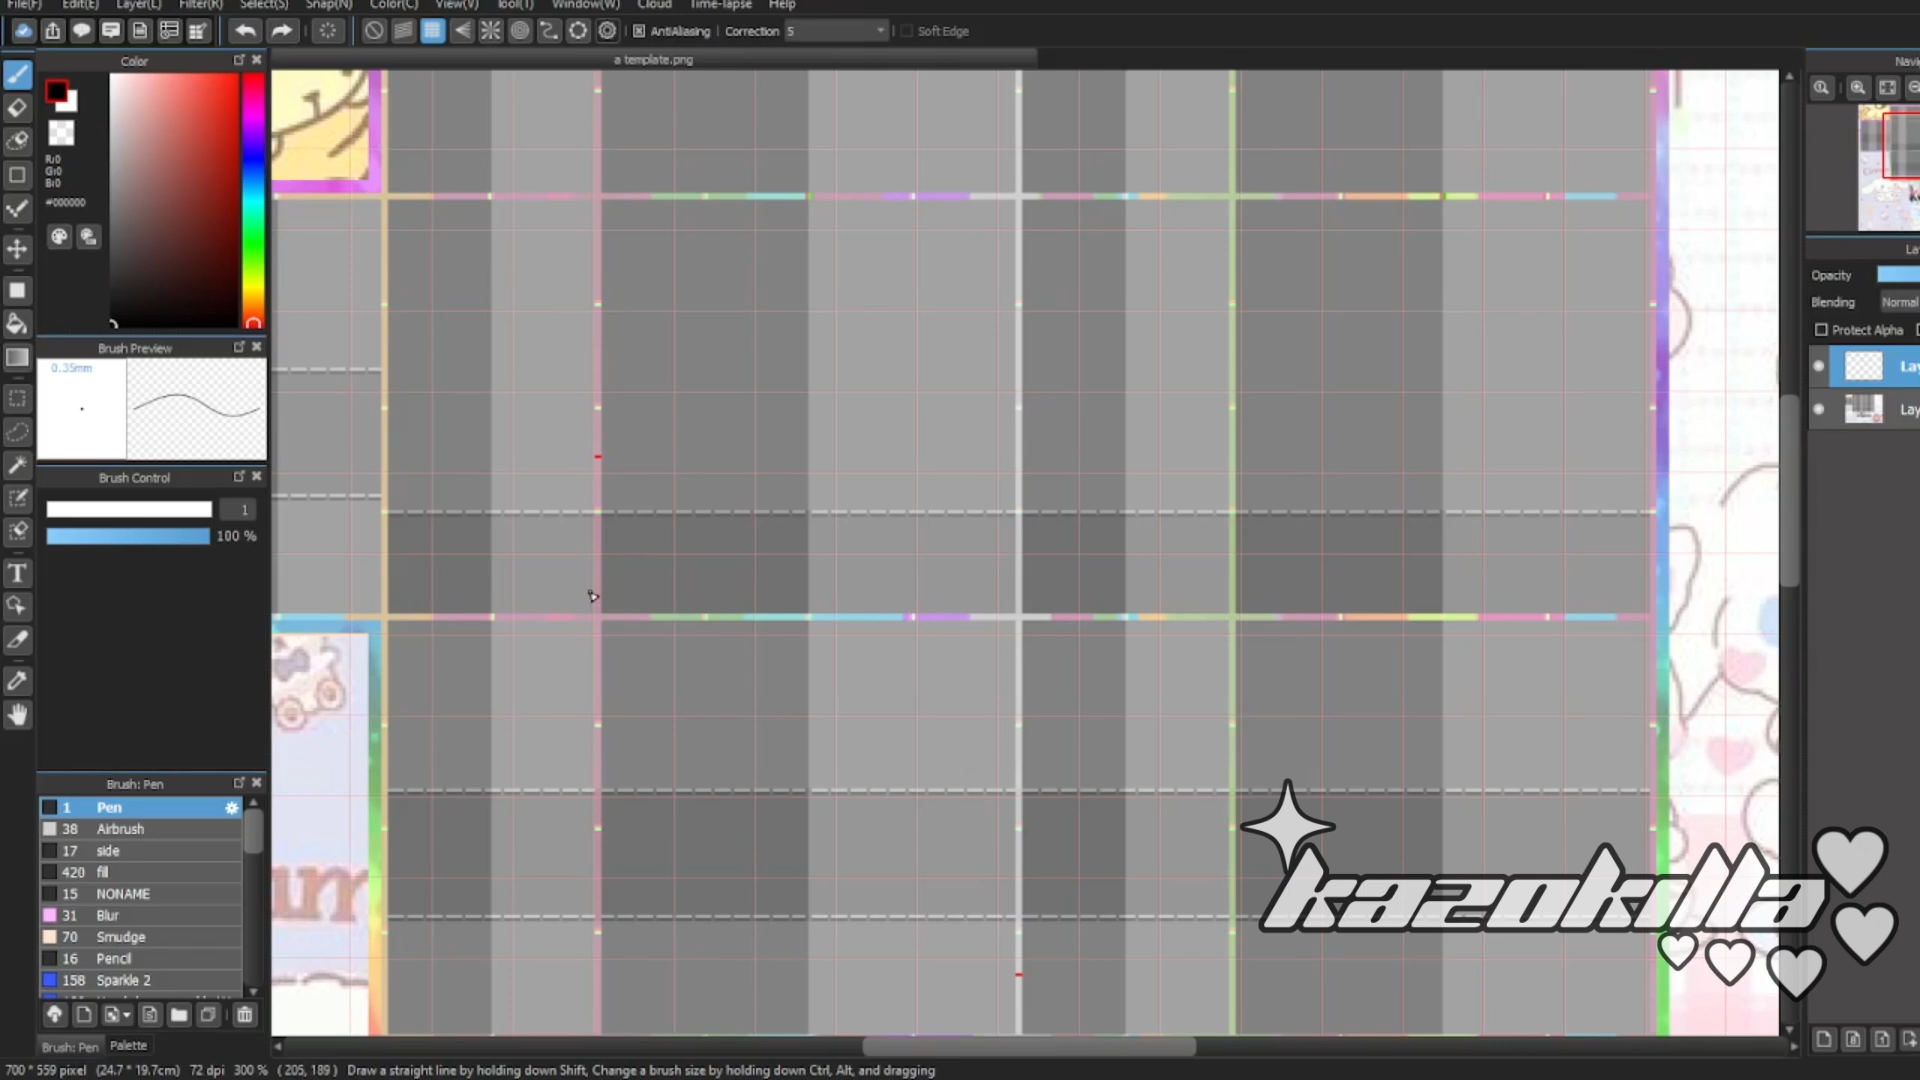 File(F) Edit(E) Layer(L) Filter(R) Select(S) Snap(N) Color(C) View(V) Tool(T) Window(W) Cloud Time-lapse Help
AntiAliasing Correction 5 Soft Edge
Color
a template.png
R:0
G:0
B:0
#000000
Opacity
Blending Normal
Protect Alpha
Brush Preview
0.35mm
Brush Control
1
100 %
Brush: Pen
1 Pen
38 Airbrush
17 side
420 fill
15 NONAME
31 Blur
70 Smudge
16 Pencil
158 Sparkle 2
kazokilla
Brush: Pen Palette
700 * 559 pixel (24.7 * 19.7cm) 72 dpi 300 % ( 205, 189 ) Draw a straight line by holding down Shift, Change a brush size by holding down Ctrl, Alt, and dragging